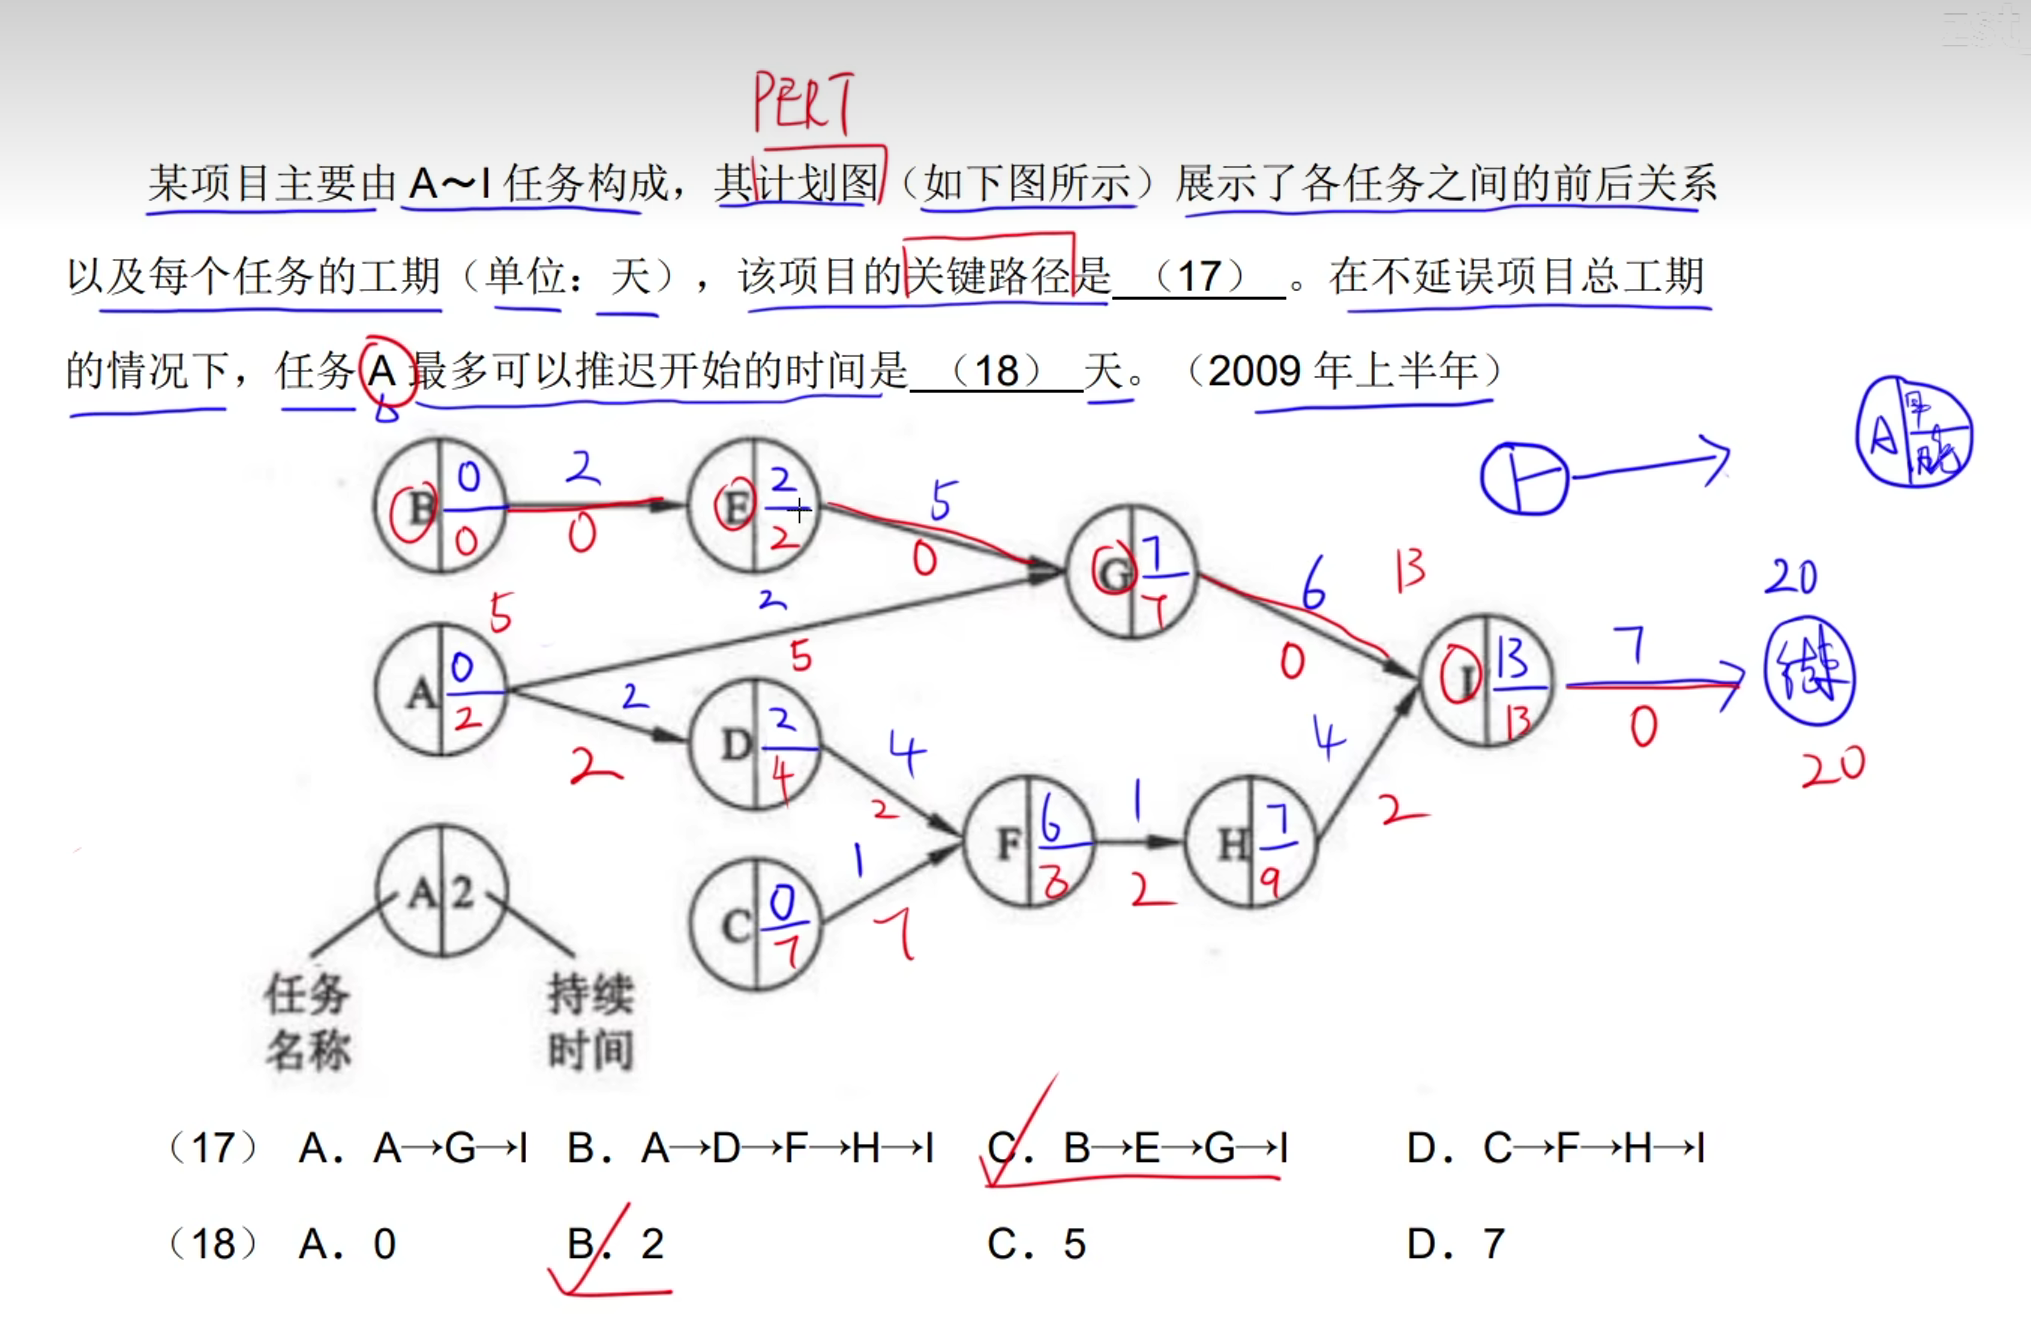 zst_
PERT
某项目主要由 A～I 任务构成，其计划图（如下图所示）展示了各任务之间的前后关系
以及每个任务的工期（单位：天），该项目的关键路径是 （17） 。在不延误项目总工期
的情况下，任务 A 最多可以推迟开始的时间是 （18） 天。（2009 年上半年）
A 早 晚
B 0 0
2
0
E 2 2
5
0
G 7 7
6
0
13
20
5
2
5
A 0 2
2
2
D 2 4
4
2
I 13 13
7
0
结束
20
F 6 8
1
2
H 7 9
4
2
A 2
C 0 7
1
7
任务
名称
持续
时间
（17） A. A→G→I B. A→D→F→H→I C. B→E→G→I D. C→F→H→I
（18） A. 0 B. 2 C. 5 D. 7